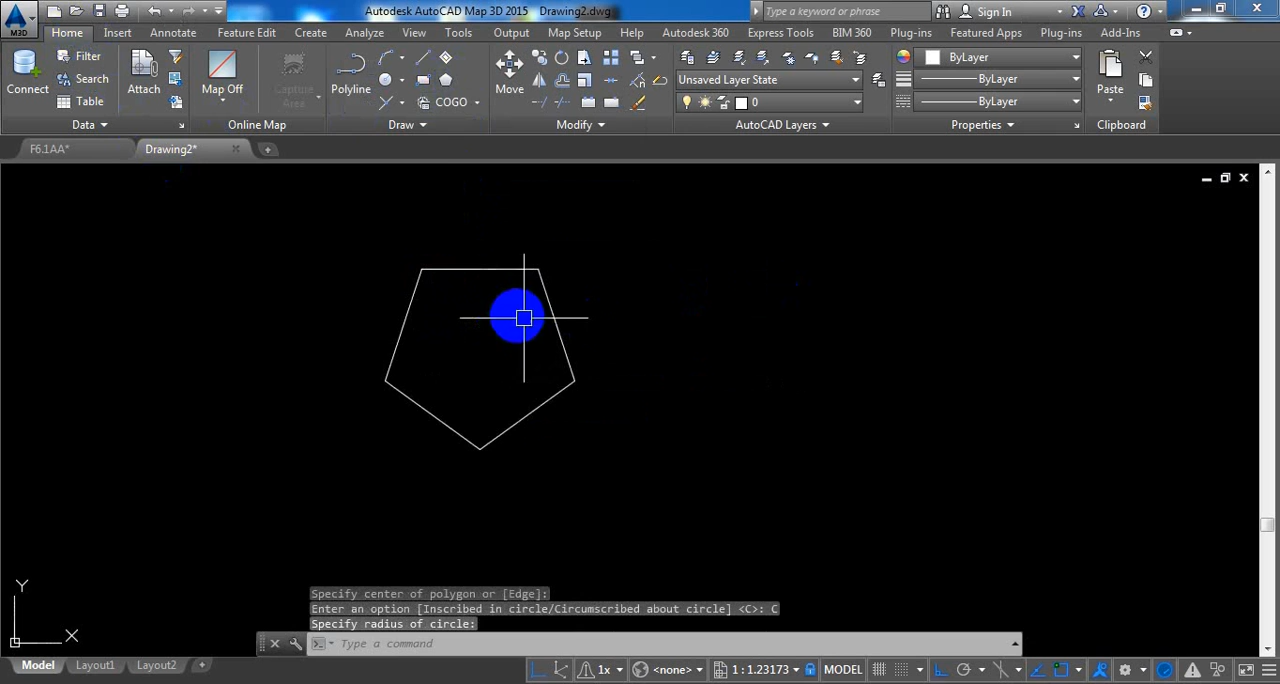 Autodesk AutoCAD Map 3D 2015 Drawing2.dwg
Type a keyword or phrase
Sign In
M3D
Home Insert Annotate Feature Edit Create Analyze View Tools Output Map Setup Help Autodesk 360 Express Tools BIM 360 Plug-ins Featured Apps Plug-ins Add-Ins
Connect
Filter
Search
Table
Data
Attach
Map Off
Capture
Area
Online Map
Polyline
COGO
Draw
Move
Modify
Unsaved Layer State
0
AutoCAD Layers
ByLayer
ByLayer
ByLayer
Properties
Paste
Clipboard
F6.1AA*
Drawing2*
Y
X
Specify center of polygon or [Edge]:
Enter an option [Inscribed in circle/Circumscribed about circle] <C>: C
Specify radius of circle:
Type a command
Model Layout1 Layout2
1x <none> 1 : 1.23173 MODEL